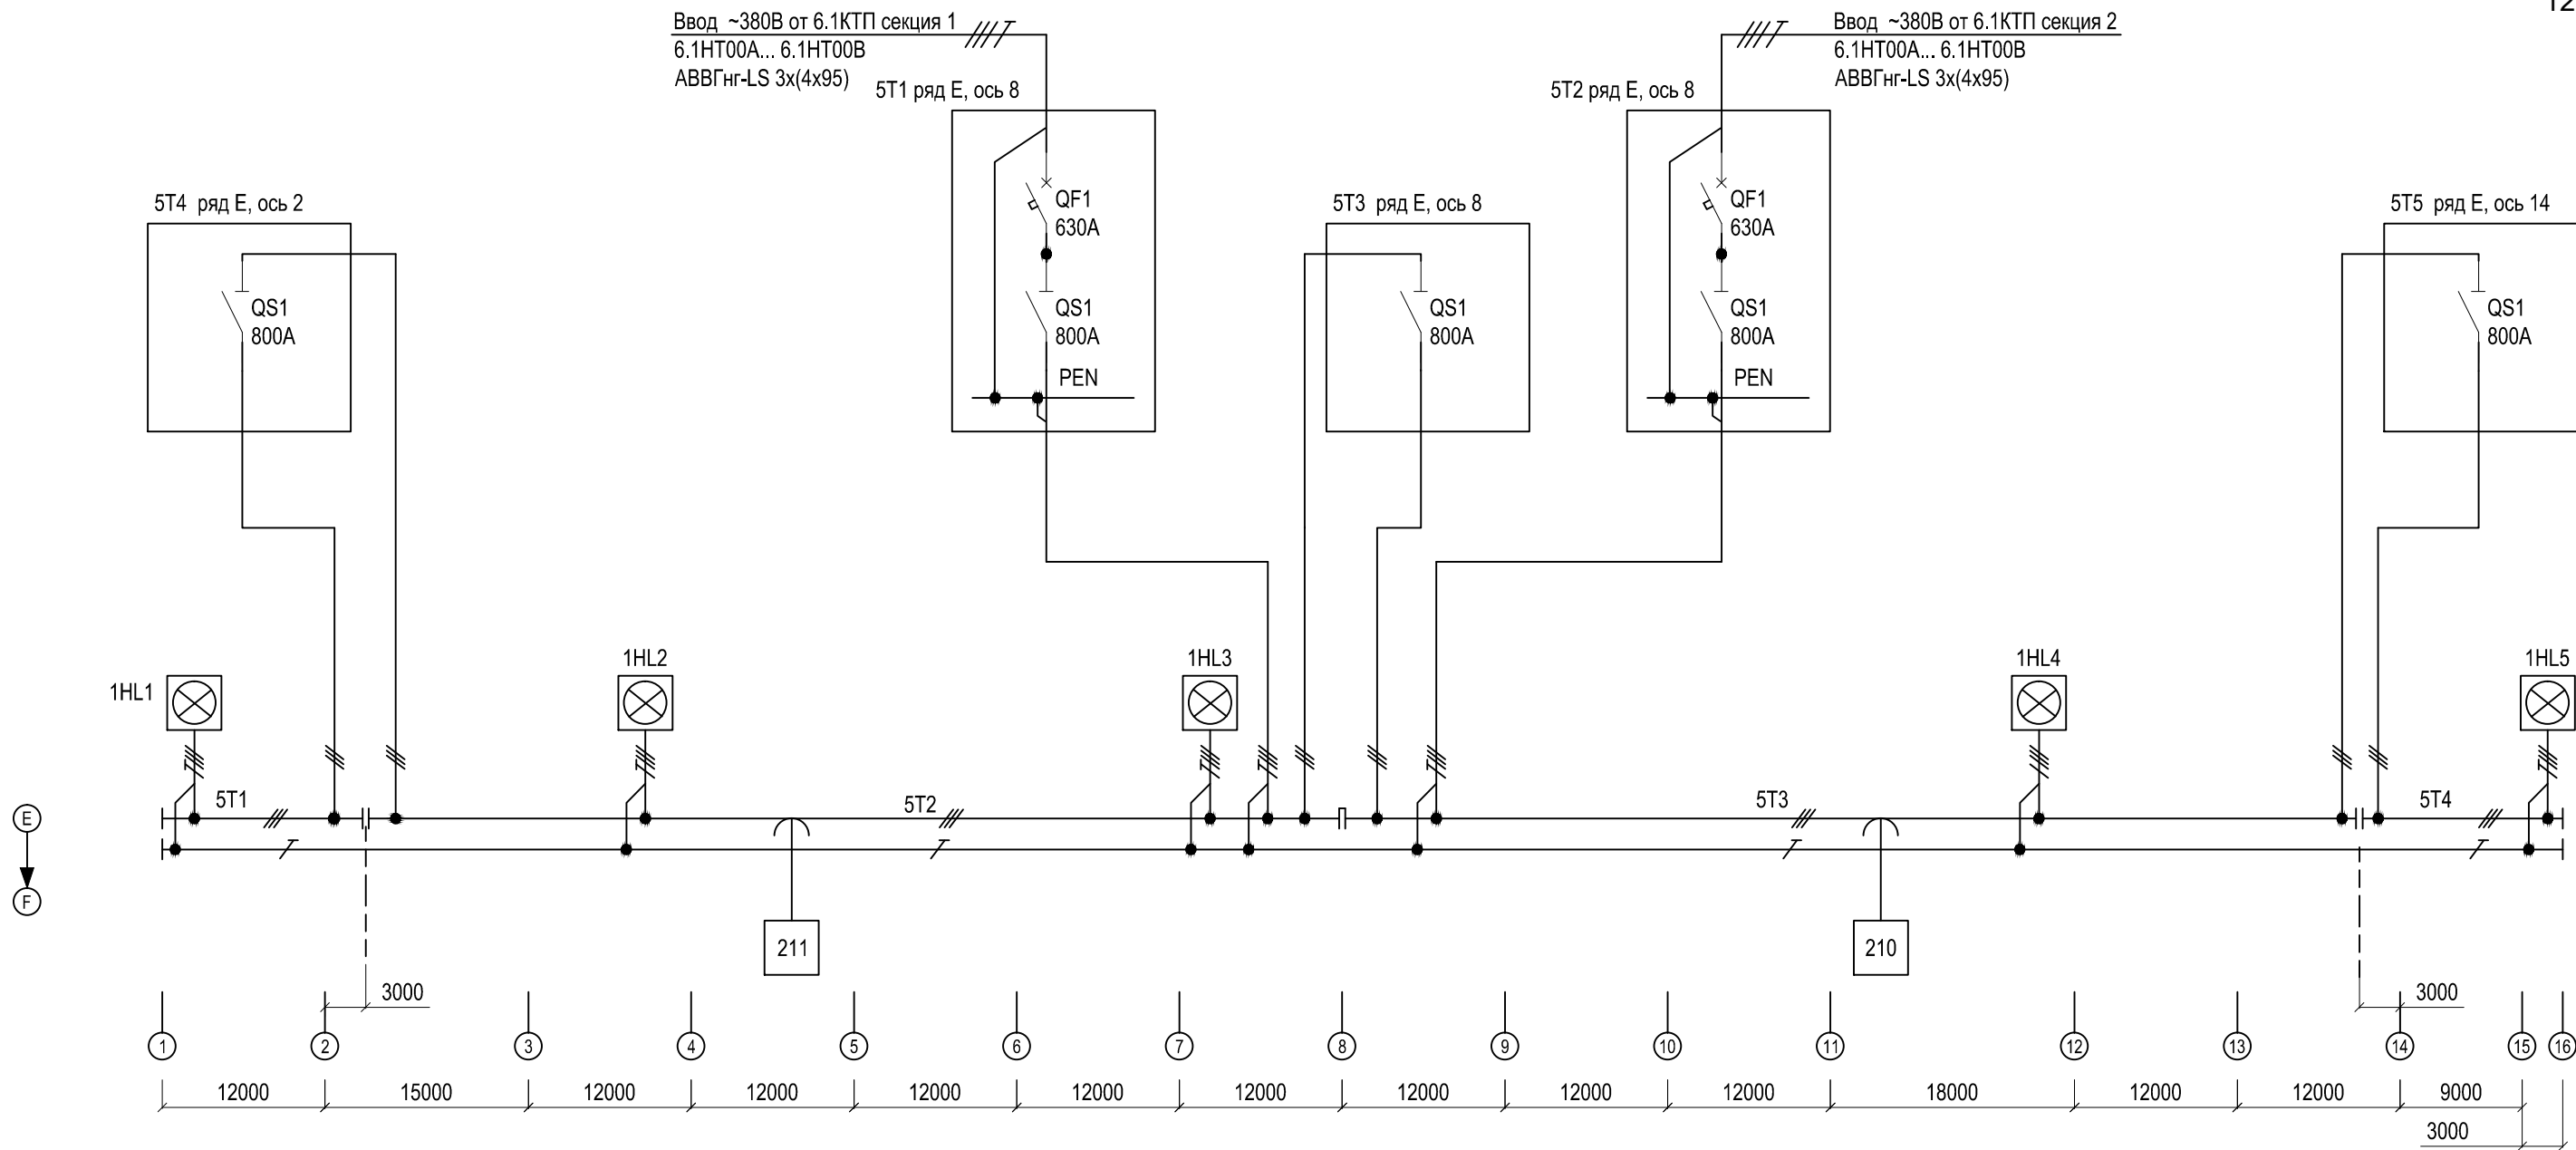 12
Ввод ~380В от 6.1КТП секция 1
6.1НТ00А... 6.1НТ00В
АВВГнг-LS 3х(4х95)
Ввод ~380В от 6.1КТП секция 2
6.1НТ00А... 6.1НТ00В
АВВГнг-LS 3х(4х95)
5Т1 ряд Е, ось 8
5Т2 ряд Е, ось 8
5Т4 ряд Е, ось 2
5Т3 ряд Е, ось 8
5Т5 ряд Е, ось 14
QF1
630А
QF1
630А
QS1
800А
QS1
800А
QS1
800А
QS1
800А
QS1
800А
PEN
PEN
1HL1
1HL2
1HL3
1HL4
1HL5
5Т1
5Т2
5Т3
5Т4
E
F
211
210
3000
3000
1 2 3 4 5 6 7 8 9 10 11 12 13 14 15 16
12000 15000 12000 12000 12000 12000 12000 12000 12000 12000 18000 12000 12000 9000
3000